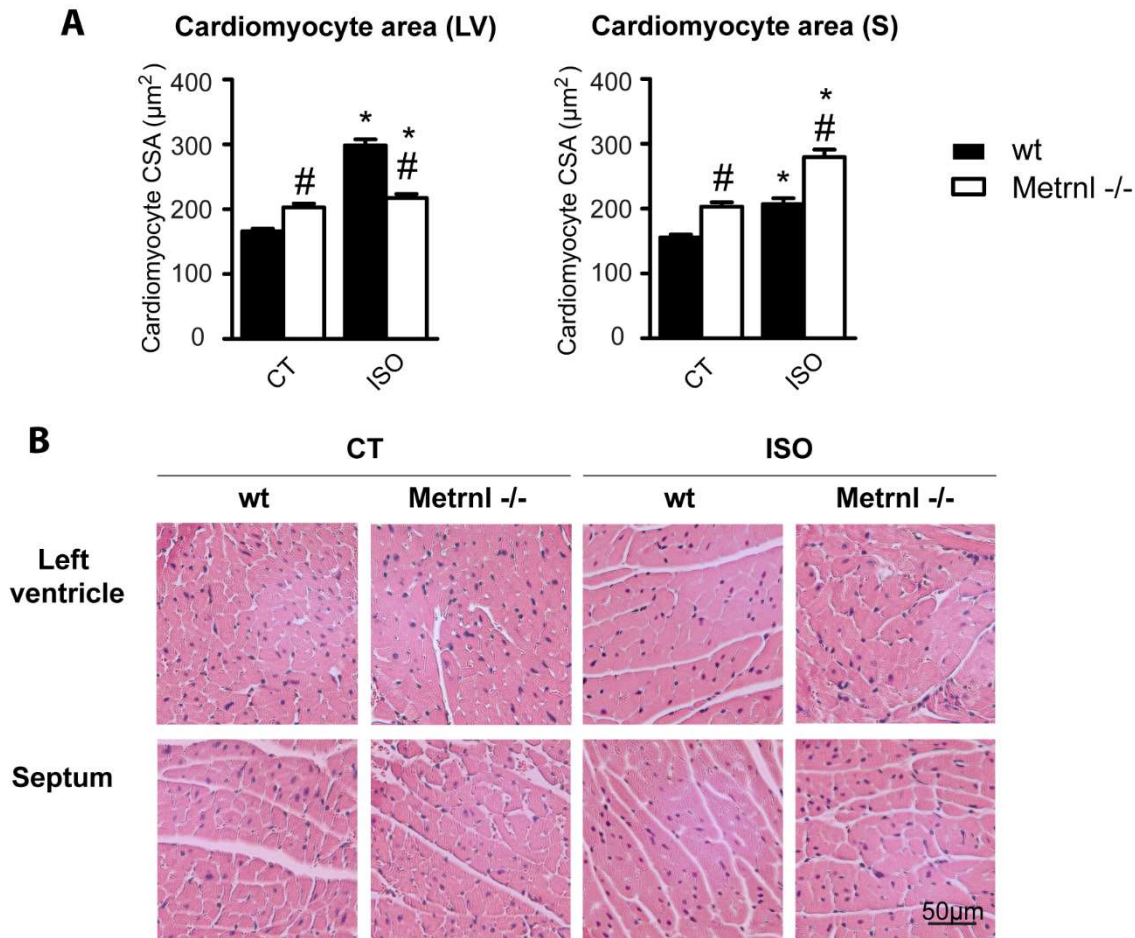 A
Cardiomyocyte area (LV)
Cardiomyocyte area (S)
Cardiomyocyte CSA (µm²)
400
300
200
100
0
#
*
*
#
CT
ISO
Cardiomyocyte CSA (µm²)
400
300
200
100
0
#
*
*
#
CT
ISO
wt
Metrnl -/-
B
CT
ISO
wt
Metrnl -/-
wt
Metrnl -/-
Left
ventricle
Septum
50µm